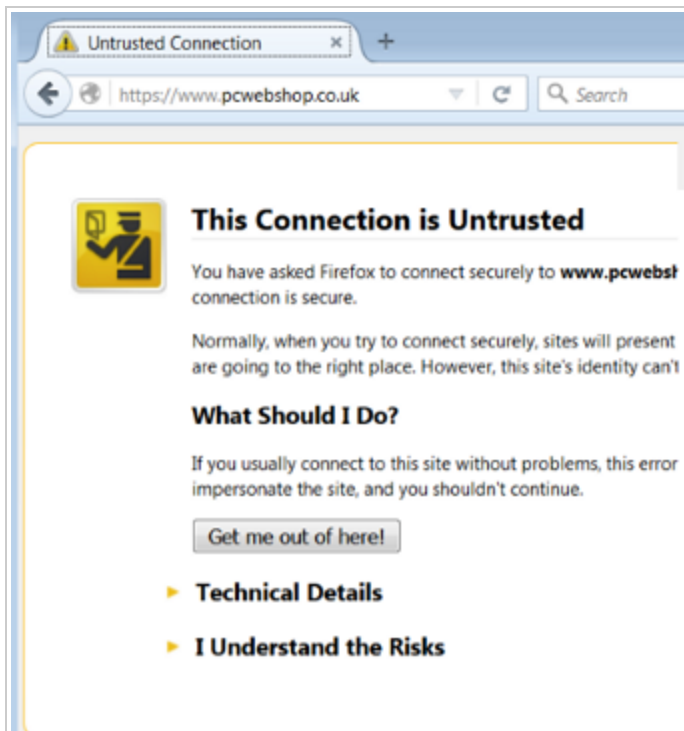 Untrusted Connection
https://www.pcwebshop.co.uk
Search
This Connection is Untrusted
You have asked Firefox to connect securely to www.pcwebsh
connection is secure.
Normally, when you try to connect securely, sites will present
are going to the right place. However, this site's identity can't
What Should I Do?
If you usually connect to this site without problems, this error
impersonate the site, and you shouldn't continue.
Get me out of here!
Technical Details
I Understand the Risks